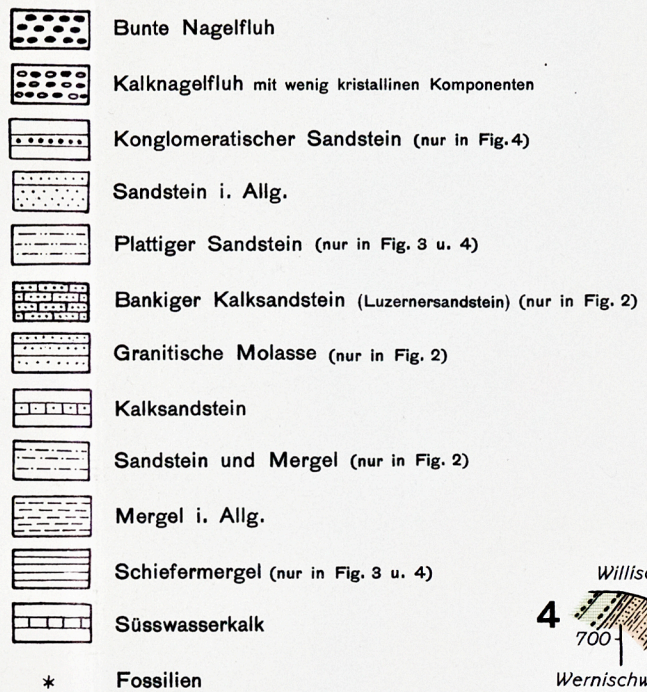 Bunte Nagelfluh
Kalknagelfluh mit wenig kristallinen Komponenten
Konglomeratischer Sandstein (nur in Fig. 4)
Sandstein i. Allg.
Plattiger Sandstein (nur in Fig. 3 u. 4)
Bankiger Kalksandstein (Luzernersandstein) (nur in Fig. 2)
Granitische Molasse (nur in Fig. 2)
Kalksandstein
Sandstein und Mergel (nur in Fig. 2)
Mergel i. Allg.
Schiefermergel (nur in Fig. 3 u. 4)
Süsswasserkalk
* Fossilien
4
700